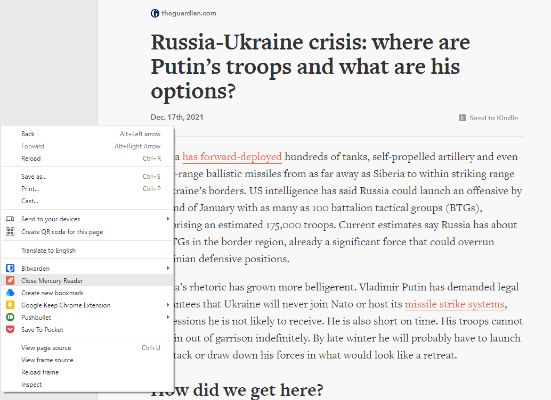 theguardian.com
Russia-Ukraine crisis: where are
Putin's troops and what are his
options?
Dec. 17th, 2021
Send to Kindle
has forward-deployed hundreds of tanks, self-propelled artillery and even
-range ballistic missiles from as far away as Siberia to within striking range
kraine's borders. US intelligence has said Russia could launch an offensive by
nd of January with as many as 100 battalion tactical groups (BTGs),
prising an estimated 175,000 troops. Current estimates say Russia has about
TGs in the border region, already a significant force that could overrun
inian defensive positions.
a's rhetoric has grown more belligerent. Vladimir Putin has demanded legal
antees that Ukraine will never join Nato or host its missile strike systems,
essions he is not likely to receive. He is also short on time. His troops cannot
in out of garrison indefinitely. By late winter he will probably have to launch
tack or draw down his forces in what would look like a retreat.
How did we get here?
Back Alt+Left arrow
Forward Alt+Right Arrow
Reload Ctrl+R
Save as... Ctrl+S
Print... Ctrl+P
Cast...
Send to your devices
Create QR code for this page
Translate to English
Bitwarden
Close Mercury Reader
Create new bookmark
Google Keep Chrome Extension
Pushbullet
Save To Pocket
View page source Ctrl+U
View frame source
Reload frame
Inspect